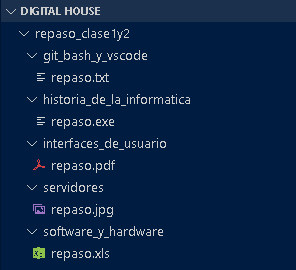 DIGITAL HOUSE
repaso_clase1y2
git_bash_y_vscode
repaso.txt
historia_de_la_informatica
repaso.exe
interfaces_de_usuario
repaso.pdf
servidores
repaso.jpg
software_y_hardware
repaso.xls